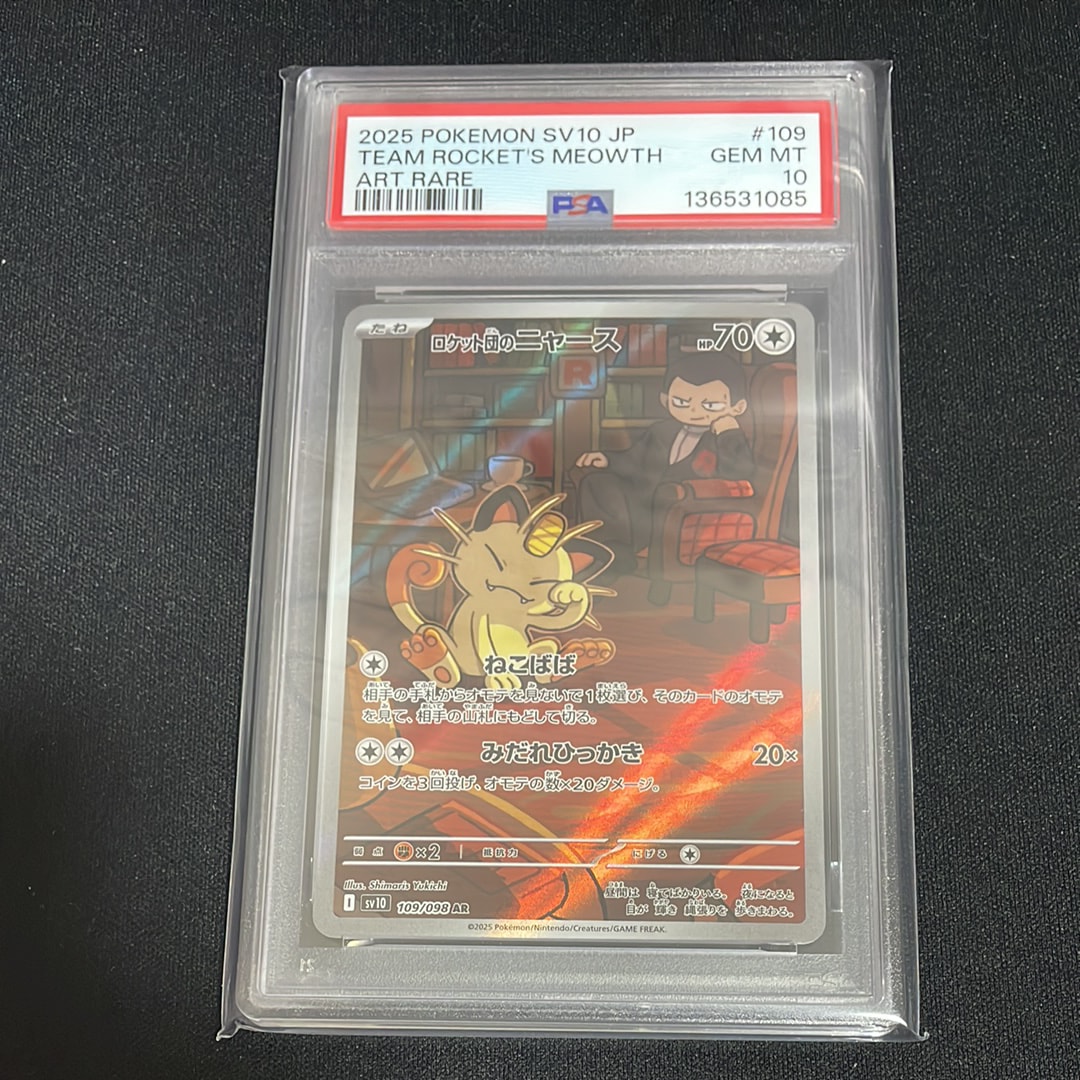 2025 POKEMON SV10 JP #109
TEAM ROCKET'S MEOWTH GEM MT
ART RARE 10
PSA 136531085
たね ロケット団のニャース HP70
R
ねこばば
相手の手札からオモテを見ないで1枚選び、そのカードのオモテ
を見て、相手の山札にもどして切る。
みだれひっかき 20×
コインを3回投げ、オモテの数×20ダメージ。
弱点 ×2 抵抗力 にげる
Illus. Shimaris Yukichi
昼間は 寝てばかりいる。 夜になると
目が 輝き 縄張りを 歩きまわる。
I sv10 109/098 AR
©2025 Pokémon/Nintendo/Creatures/GAME FREAK.